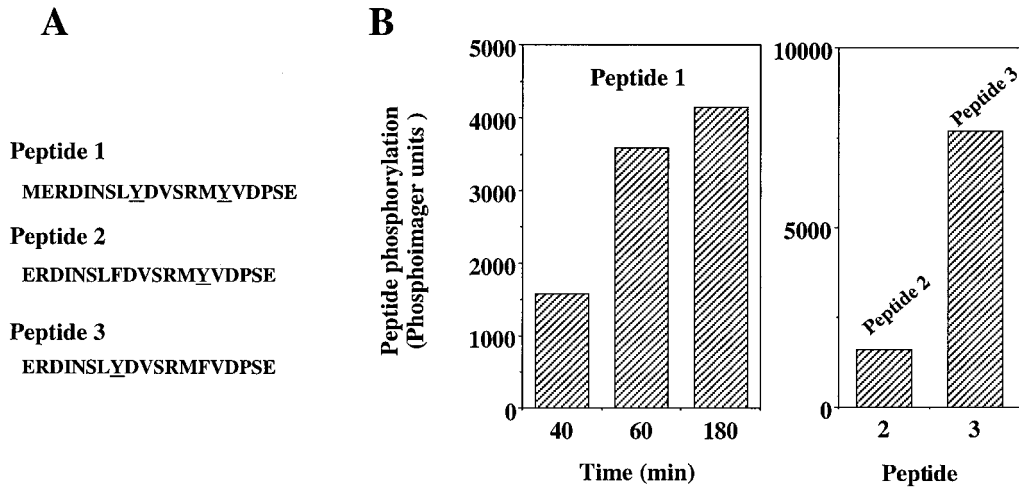 A
Peptide 1
MERDINSLYDVSRMYVDPSE
Peptide 2
ERDINSLFDVSRMYVDPSE
Peptide 3
ERDINSLYDVSRMFVDPSE
B
Peptide phosphorylation
(Phosphoimager units )
5000
4000
3000
2000
1000
0
Peptide 1
40 60 180
Time (min)
10000
5000
0
Peptide 2
Peptide 3
2 3
Peptide